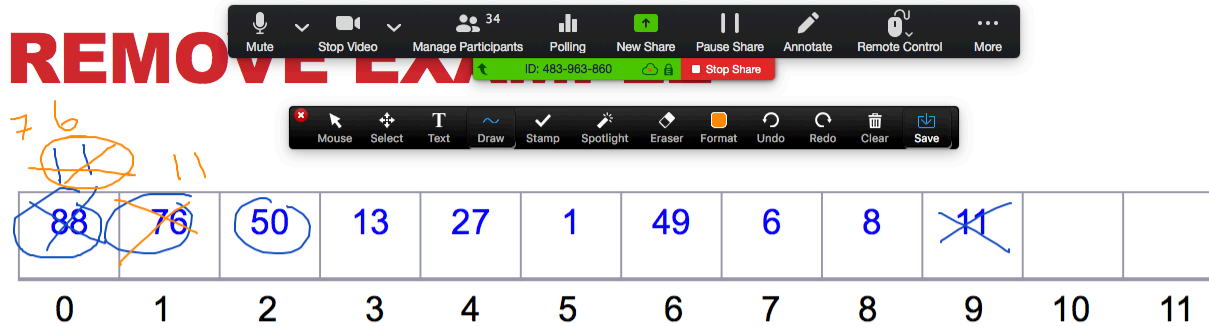 34
Mute Stop Video Manage Participants Polling New Share Pause Share Annotate Remote Control More
REMOVE EXAMPLE
ID: 483-963-860 Stop Share
Mouse Select Text Draw Stamp Spotlight Eraser Format Undo Redo Clear Save
7 6
11 11
88 76 50 13 27 1 49 6 8 11
0 1 2 3 4 5 6 7 8 9 10 11